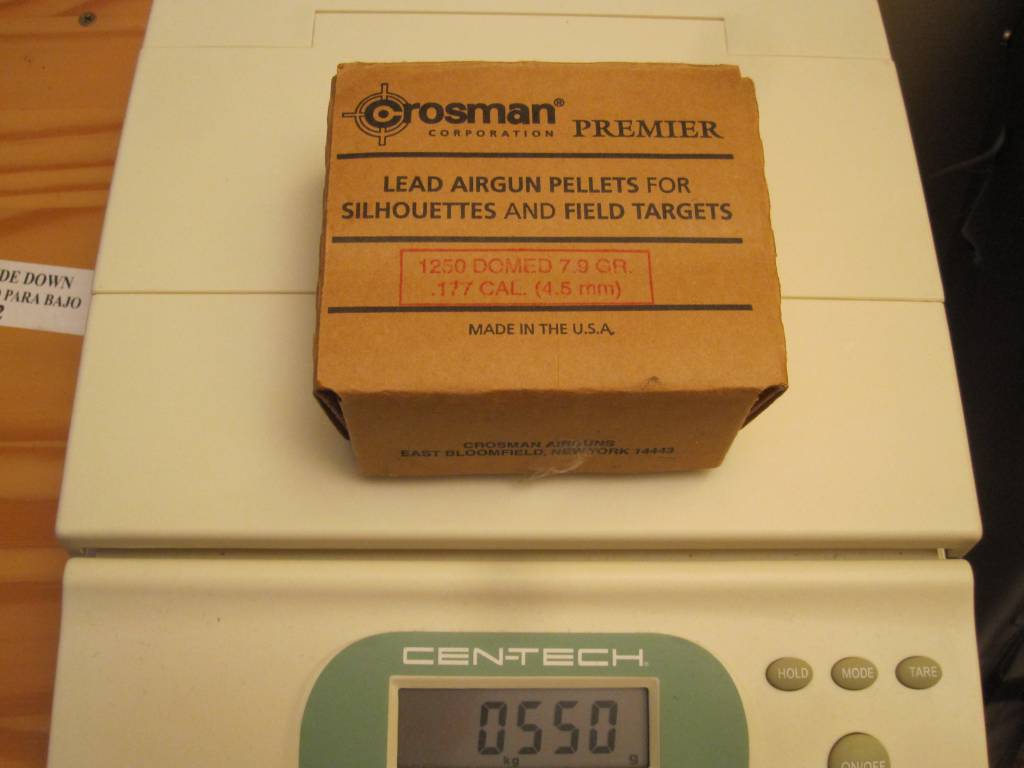 Crosman®
CORPORATION
PREMIER
LEAD AIRGUN PELLETS FOR
SILHOUETTES AND FIELD TARGETS
1250 DOMED 7.9 GR.
.177 CAL. (4.5 mm)
MADE IN THE U.S.A.
CROSMAN AIRGUNS
EAST BLOOMFIELD, NEW YORK 14443
DE DOWN
PARA BAJO
CEN-TECH
0550
kg g
HOLD
MODE
TARE
ON/OFF